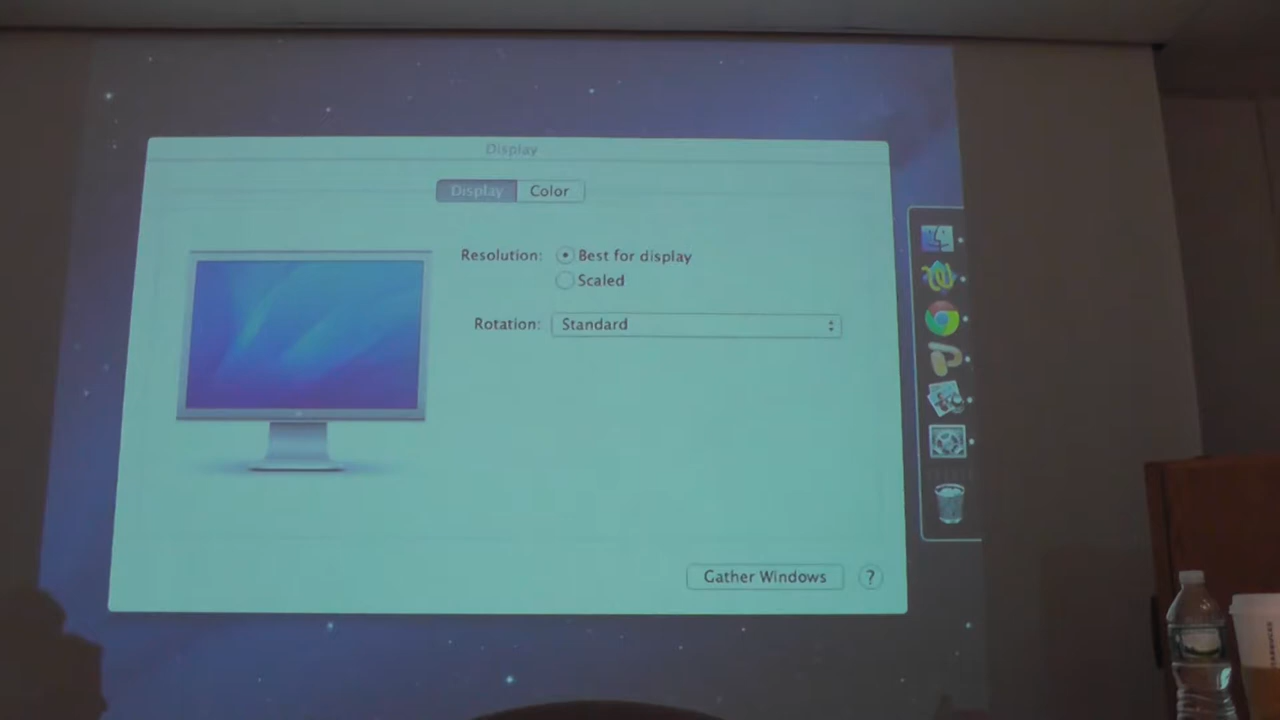 Display
Display Color
Resolution: Best for display
Scaled
Rotation: Standard
Gather Windows ?